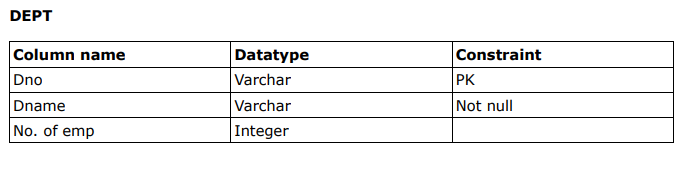 DEPT
Column name Datatype Constraint
Dno Varchar PK
Dname Varchar Not null
No. of emp Integer